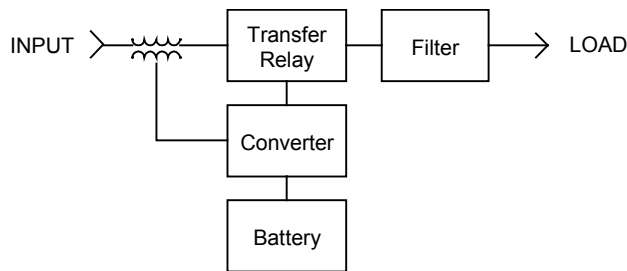 INPUT
Transfer
Relay
Filter
LOAD
Converter
Battery